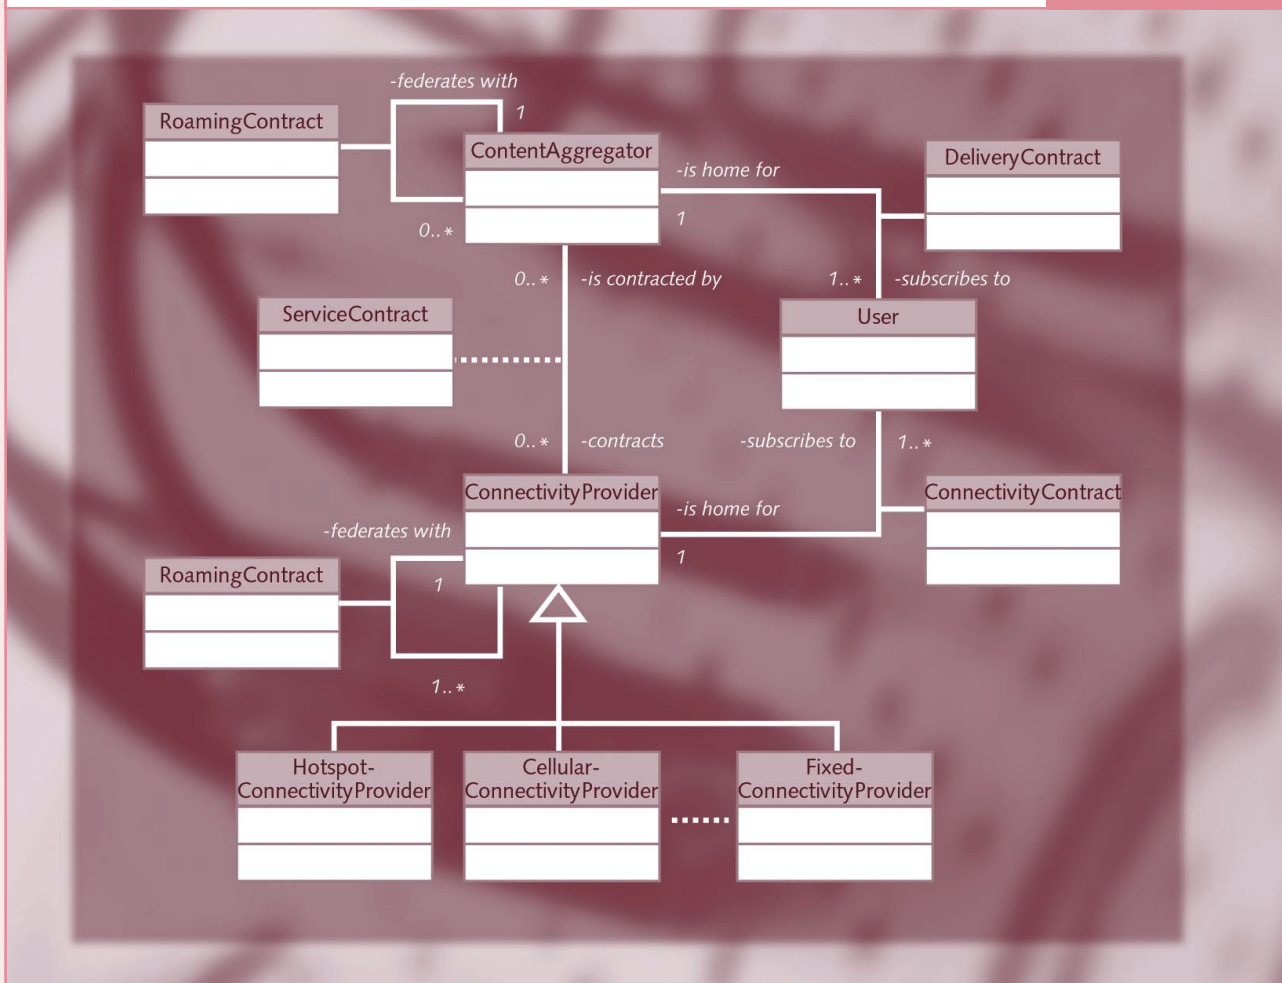 -federates with
RoamingContract
1
ContentAggregator
-is home for
DeliveryContract
1
0..*
0..*
-is contracted by
1..*
-subscribes to
ServiceContract
User
0..*
-contracts
-subscribes to
1..*
ConnectivityProvider
-is home for
ConnectivityContract
-federates with
1
1
RoamingContract
1..*
Hotspot-
ConnectivityProvider
Cellular-
ConnectivityProvider
Fixed-
ConnectivityProvider